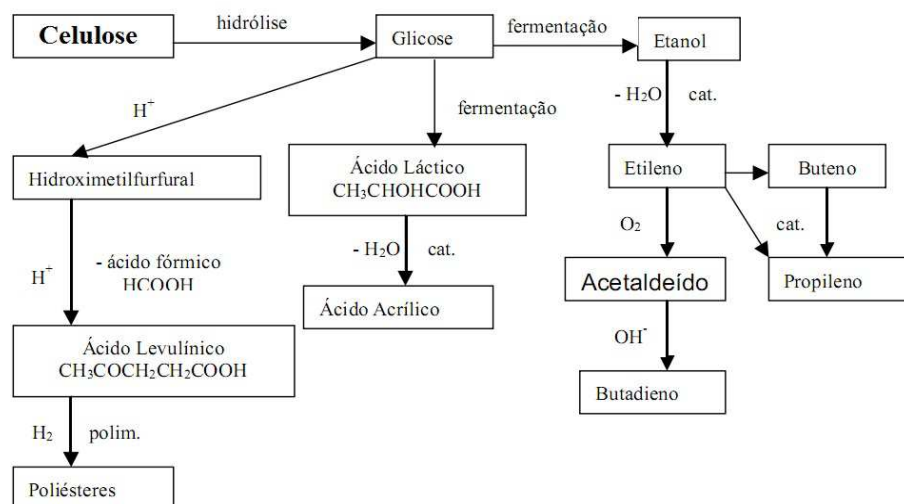 Celulose
hidrólise
Glicose
fermentação
Etanol
H⁺
fermentação
- H₂O cat.
Hidroximetilfurfural
Ácido Láctico
CH₃CHOHCOOH
Etileno
Buteno
H⁺
- ácido fórmico
HCOOH
- H₂O cat.
O₂
cat.
Ácido Acrílico
Acetaldeído
Propileno
Ácido Levulínico
CH₃COCH₂CH₂COOH
OH⁻
Butadieno
H₂ polim.
Poliésteres